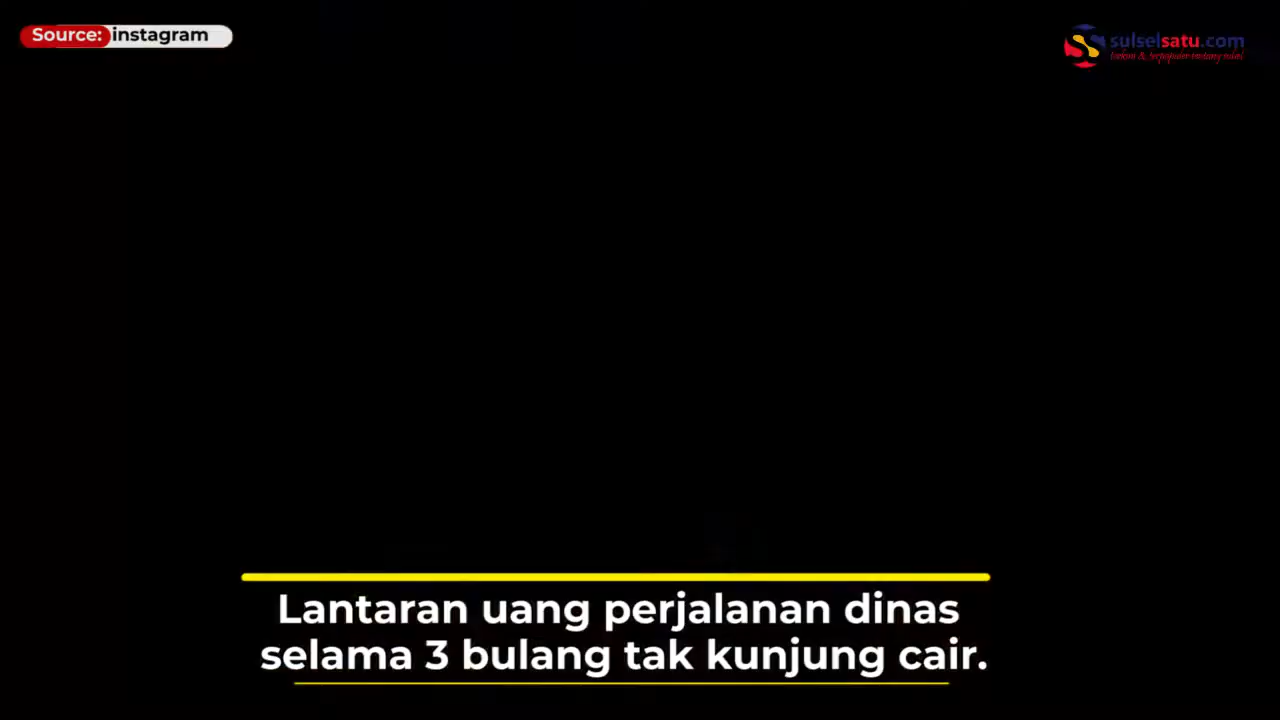 Source: instagram
sulselsatu.com
Lantaran uang perjalanan dinas
selama 3 bulang tak kunjung cair.